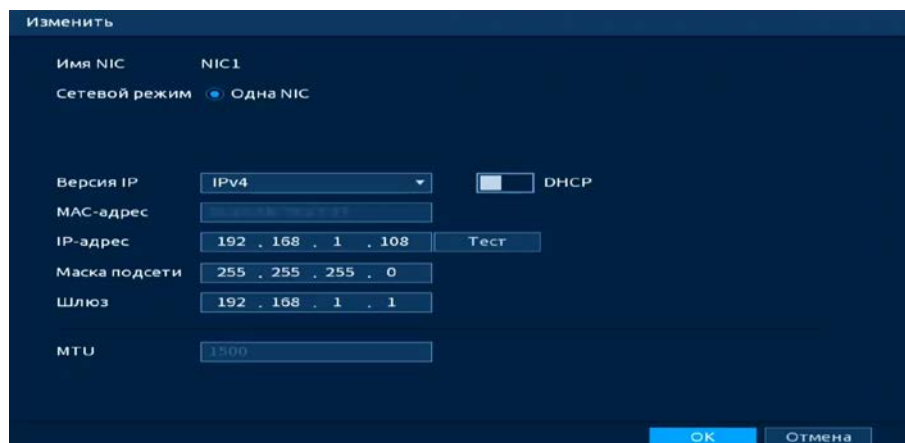 Изменить
Имя NIC NIC1
Сетевой режим Одна NIC
Версия IP IPv4 DHCP
MAC-адрес
IP-адрес 192 . 168 . 1 . 108 Тест
Маска подсети 255 . 255 . 255 . 0
Шлюз 192 . 168 . 1 . 1
MTU 1500
OK Отмена